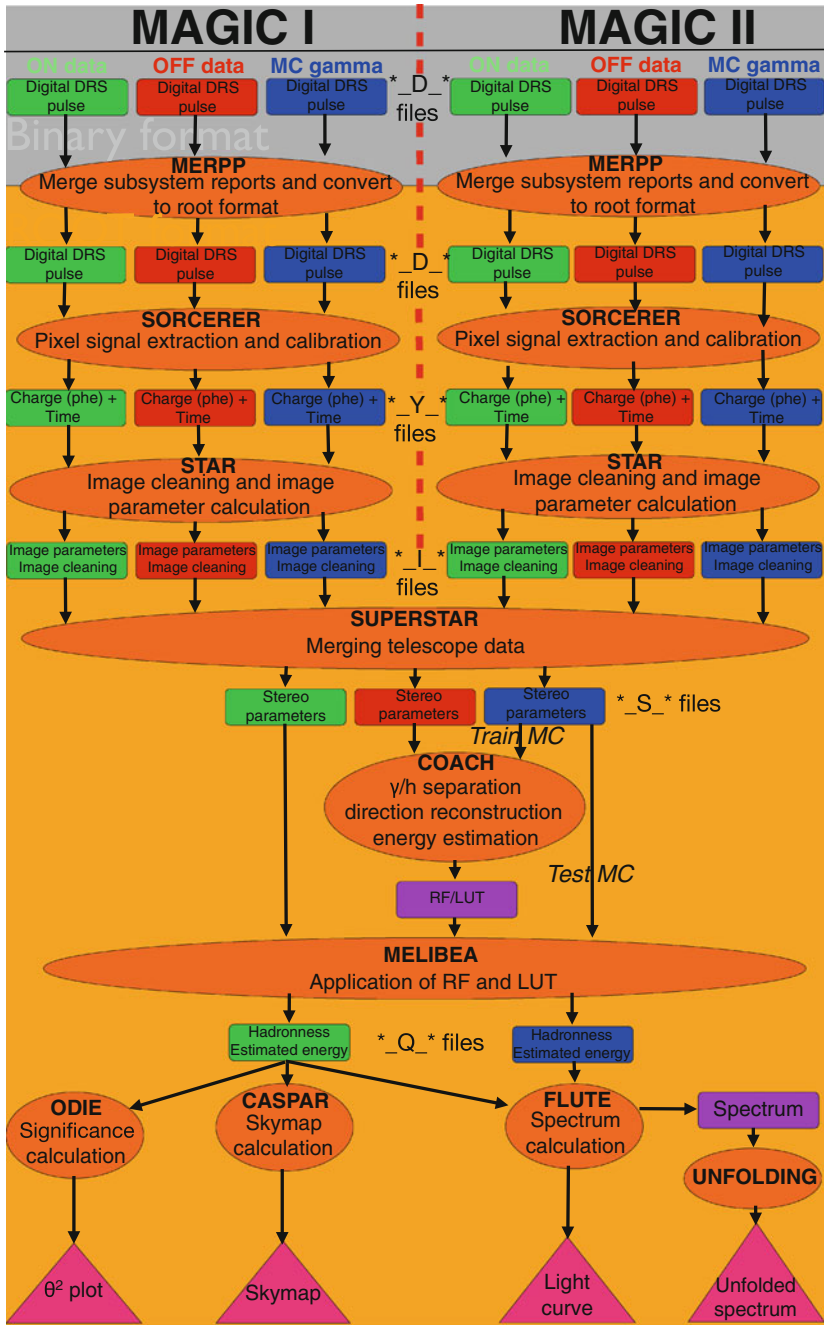 MAGIC I MAGIC II
ON data OFF data MC gamma ON data OFF data MC gamma
Digital DRS pulse Digital DRS pulse Digital DRS pulse *_D_* files Digital DRS pulse Digital DRS pulse Digital DRS pulse
Binary format
MERPP
Merge subsystem reports and convert
to root format
MERPP
Merge subsystem reports and convert
to root format
Digital DRS pulse Digital DRS pulse Digital DRS pulse *_D_* files Digital DRS pulse Digital DRS pulse Digital DRS pulse
SORCERER
Pixel signal extraction and calibration
SORCERER
Pixel signal extraction and calibration
Charge (phe) + Time Charge (phe) + Time Charge (phe) + Time *_Y_* files Charge (phe) + Time Charge (phe) + Time Charge (phe) + Time
STAR
Image cleaning and image
parameter calculation
STAR
Image cleaning and image
parameter calculation
Image parameters Image parameters Image parameters *_I_* Image parameters Image parameters Image parameters
Image cleaning Image cleaning Image cleaning files Image cleaning Image cleaning Image cleaning
SUPERSTAR
Merging telescope data
Stereo parameters Stereo parameters Stereo parameters *_S_* files
Train MC
COACH
γ/h separation
direction reconstruction
energy estimation
Test MC
RF/LUT
MELIBEA
Application of RF and LUT
Hadronness
Estimated energy
*_Q_* files
Hadronness
Estimated energy
ODIE
Significance
calculation
CASPAR
Skymap
calculation
FLUTE
Spectrum
calculation
Spectrum
UNFOLDING
θ² plot
Skymap
Light
curve
Unfolded
spectrum